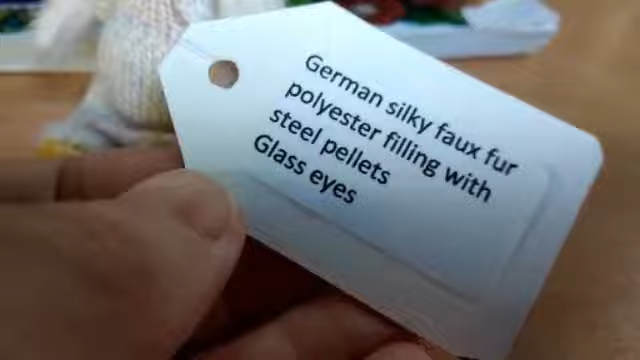 German silky faux fur
polyester filling with
steel pellets
Glass eyes